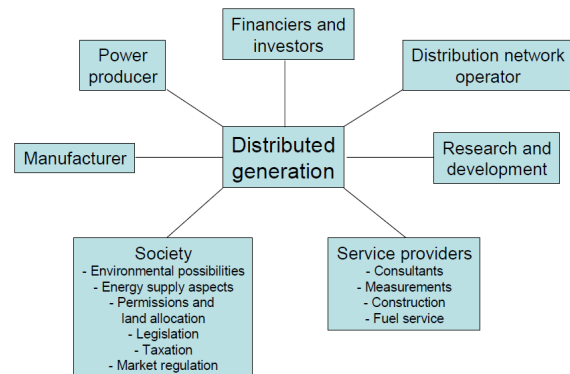 Financiers and
investors
Power
producer
Distribution network
operator
Distributed
generation
Manufacturer
Research and
development
Society
- Environmental possibilities
- Energy supply aspects
- Permissions and
land allocation
- Legislation
- Taxation
- Market regulation
Service providers
- Consultants
- Measurements
- Construction
- Fuel service